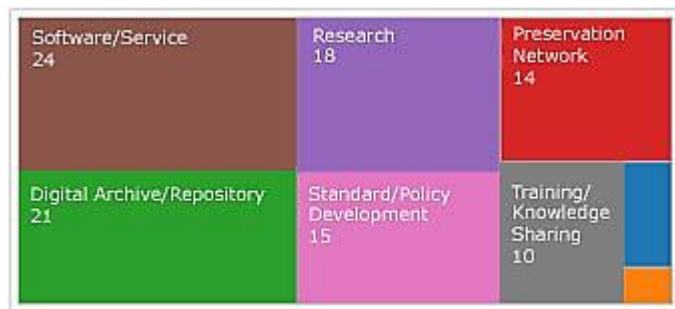 Software/Service
24
Research
18
Preservation
Network
14
Digital Archive/Repository
21
Standard/Policy
Development
15
Training/
Knowledge
Sharing
10